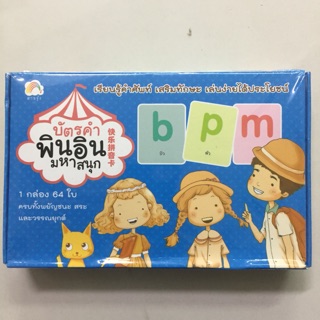 เรียนรู้คำศัพท์ เสริมทักษะ เล่นง่ายได้ประโยชน์
บัตรคำ
พินอิน
มหาสนุก
快乐拼音卡
b p m
1 กล่อง 64 ใบ
ครบทั้งพยัญชนะ สระ
และวรรณยุกต์